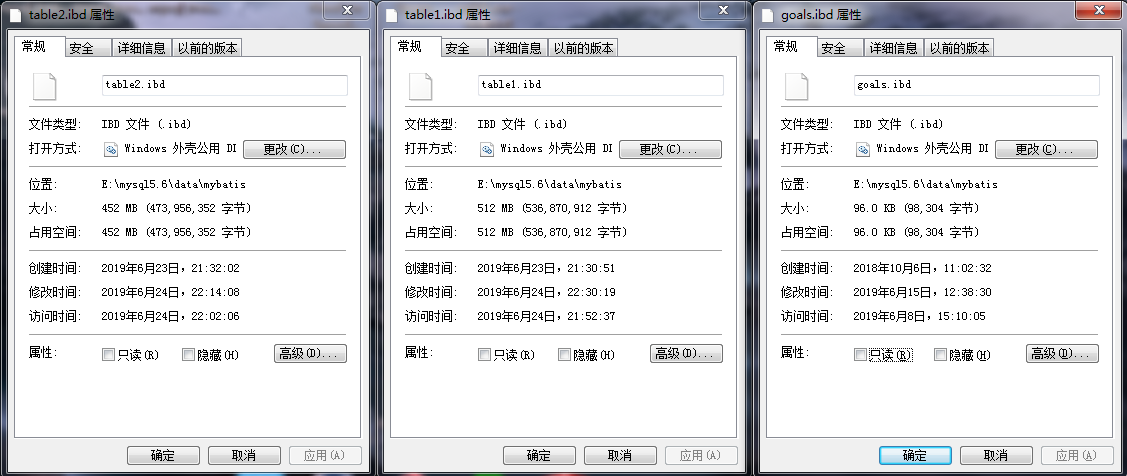 table2.ibd 属性
常规 安全 详细信息 以前的版本
table2.ibd
文件类型: IBD 文件 (.ibd)
打开方式: Windows 外壳公用 DI 更改(C)...
位置: E:\mysql5.6\data\mybatis
大小: 452 MB (473,956,352 字节)
占用空间: 452 MB (473,956,352 字节)
创建时间: 2019年6月23日, 21:32:02
修改时间: 2019年6月24日, 22:14:08
访问时间: 2019年6月24日, 22:02:06
属性: 只读(R) 隐藏(H) 高级(D)...
确定 取消 应用(A)
table1.ibd 属性
常规 安全 详细信息 以前的版本
table1.ibd
文件类型: IBD 文件 (.ibd)
打开方式: Windows 外壳公用 DI 更改(C)...
位置: E:\mysql5.6\data\mybatis
大小: 512 MB (536,870,912 字节)
占用空间: 512 MB (536,870,912 字节)
创建时间: 2019年6月23日, 21:30:51
修改时间: 2019年6月24日, 22:30:19
访问时间: 2019年6月24日, 21:52:37
属性: 只读(R) 隐藏(H) 高级(D)...
确定 取消 应用(A)
goals.ibd 属性
常规 安全 详细信息 以前的版本
goals.ibd
文件类型: IBD 文件 (.ibd)
打开方式: Windows 外壳公用 DI 更改(C)...
位置: E:\mysql5.6\data\mybatis
大小: 96.0 KB (98,304 字节)
占用空间: 96.0 KB (98,304 字节)
创建时间: 2018年10月6日, 11:02:32
修改时间: 2019年6月15日, 12:38:30
访问时间: 2019年6月8日, 15:10:05
属性: 只读(R) 隐藏(H) 高级(D)...
确定 取消 应用(A)